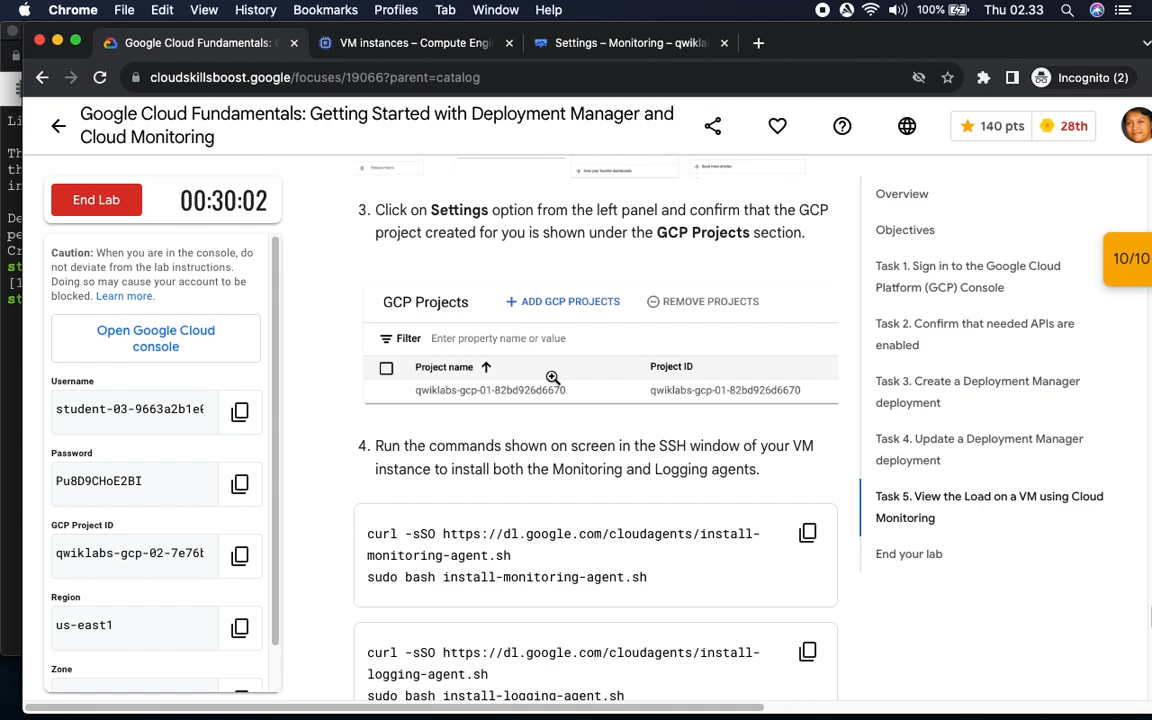 Chrome File Edit View History Bookmarks Profiles Tab Window Help 100% Thu 02.33
Google Cloud Fundamentals:
VM instances – Compute Engi
Settings – Monitoring – qwikla
cloudskillsboost.google/focuses/19066?parent=catalog
Incognito (2)
Google Cloud Fundamentals: Getting Started with Deployment Manager and
Cloud Monitoring
140 pts
28th
End Lab
00:30:02
Caution: When you are in the console, do
not deviate from the lab instructions.
Doing so may cause your account to be
blocked. Learn more.
Open Google Cloud
console
Username
student-03-9663a2b1e
Password
Pu8D9CHoE2BI
GCP Project ID
qwiklabs-gcp-02-7e76b
Region
us-east1
Zone
Read more articles
3. Click on Settings option from the left panel and confirm that the GCP
project created for you is shown under the GCP Projects section.
GCP Projects
ADD GCP PROJECTS
REMOVE PROJECTS
Filter Enter property name or value
Project name
Project ID
qwiklabs-gcp-01-82bd926d6670
qwiklabs-gcp-01-82bd926d6670
4. Run the commands shown on screen in the SSH window of your VM
instance to install both the Monitoring and Logging agents.
curl -sSO https://dl.google.com/cloudagents/install-
monitoring-agent.sh
sudo bash install-monitoring-agent.sh
curl -sSO https://dl.google.com/cloudagents/install-
logging-agent.sh
sudo bash install-logging-agent.sh
Overview
Objectives
Task 1. Sign in to the Google Cloud
Platform (GCP) Console
Task 2. Confirm that needed APIs are
enabled
Task 3. Create a Deployment Manager
deployment
Task 4. Update a Deployment Manager
deployment
Task 5. View the Load on a VM using Cloud
Monitoring
End your lab
10/10